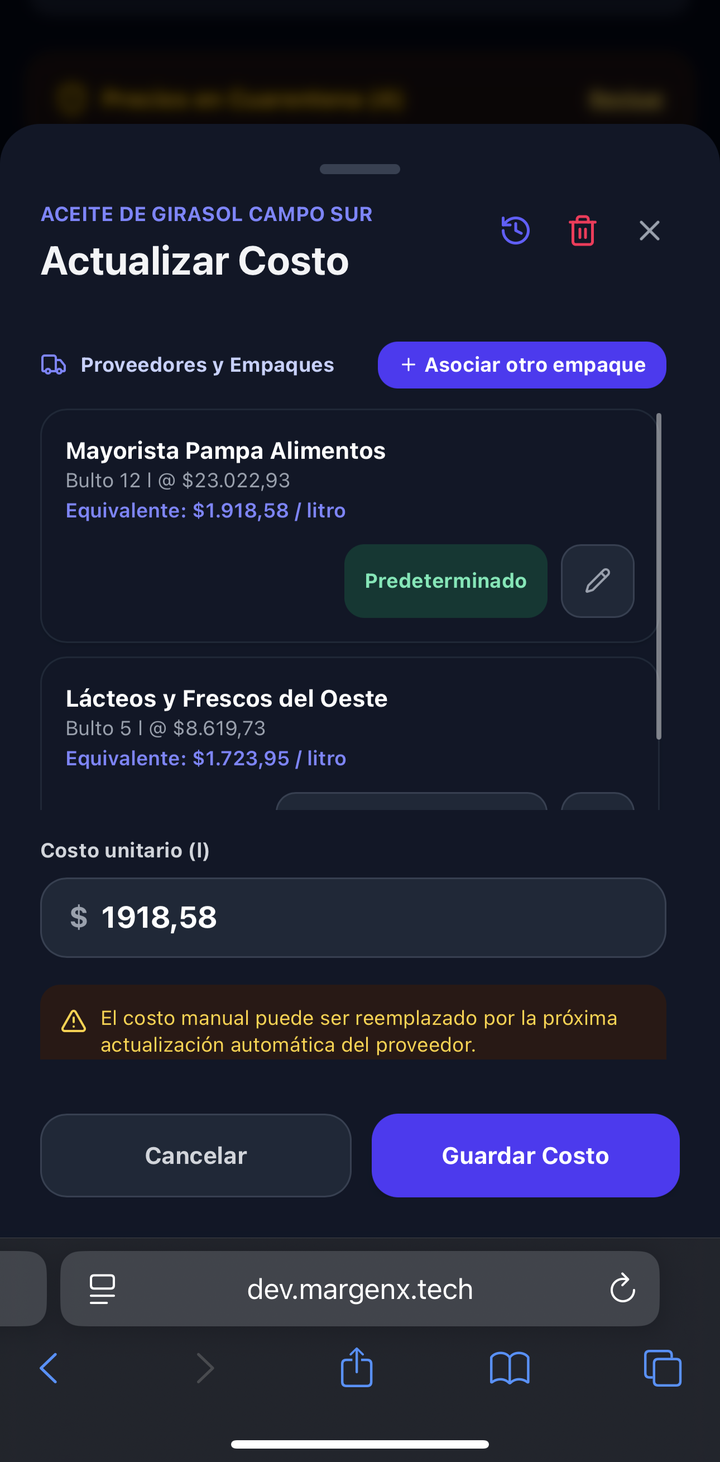 ACEITE DE GIRASOL CAMPO SUR
Actualizar Costo
Proveedores y Empaques
+ Asociar otro empaque
Mayorista Pampa Alimentos
Bulto 12 l @ $23.022,93
Equivalente: $1.918,58 / litro
Predeterminado
Lácteos y Frescos del Oeste
Bulto 5 l @ $8.619,73
Equivalente: $1.723,95 / litro
Costo unitario (l)
$ 1918,58
El costo manual puede ser reemplazado por la próxima
actualización automática del proveedor.
Cancelar
Guardar Costo
dev.margenx.tech